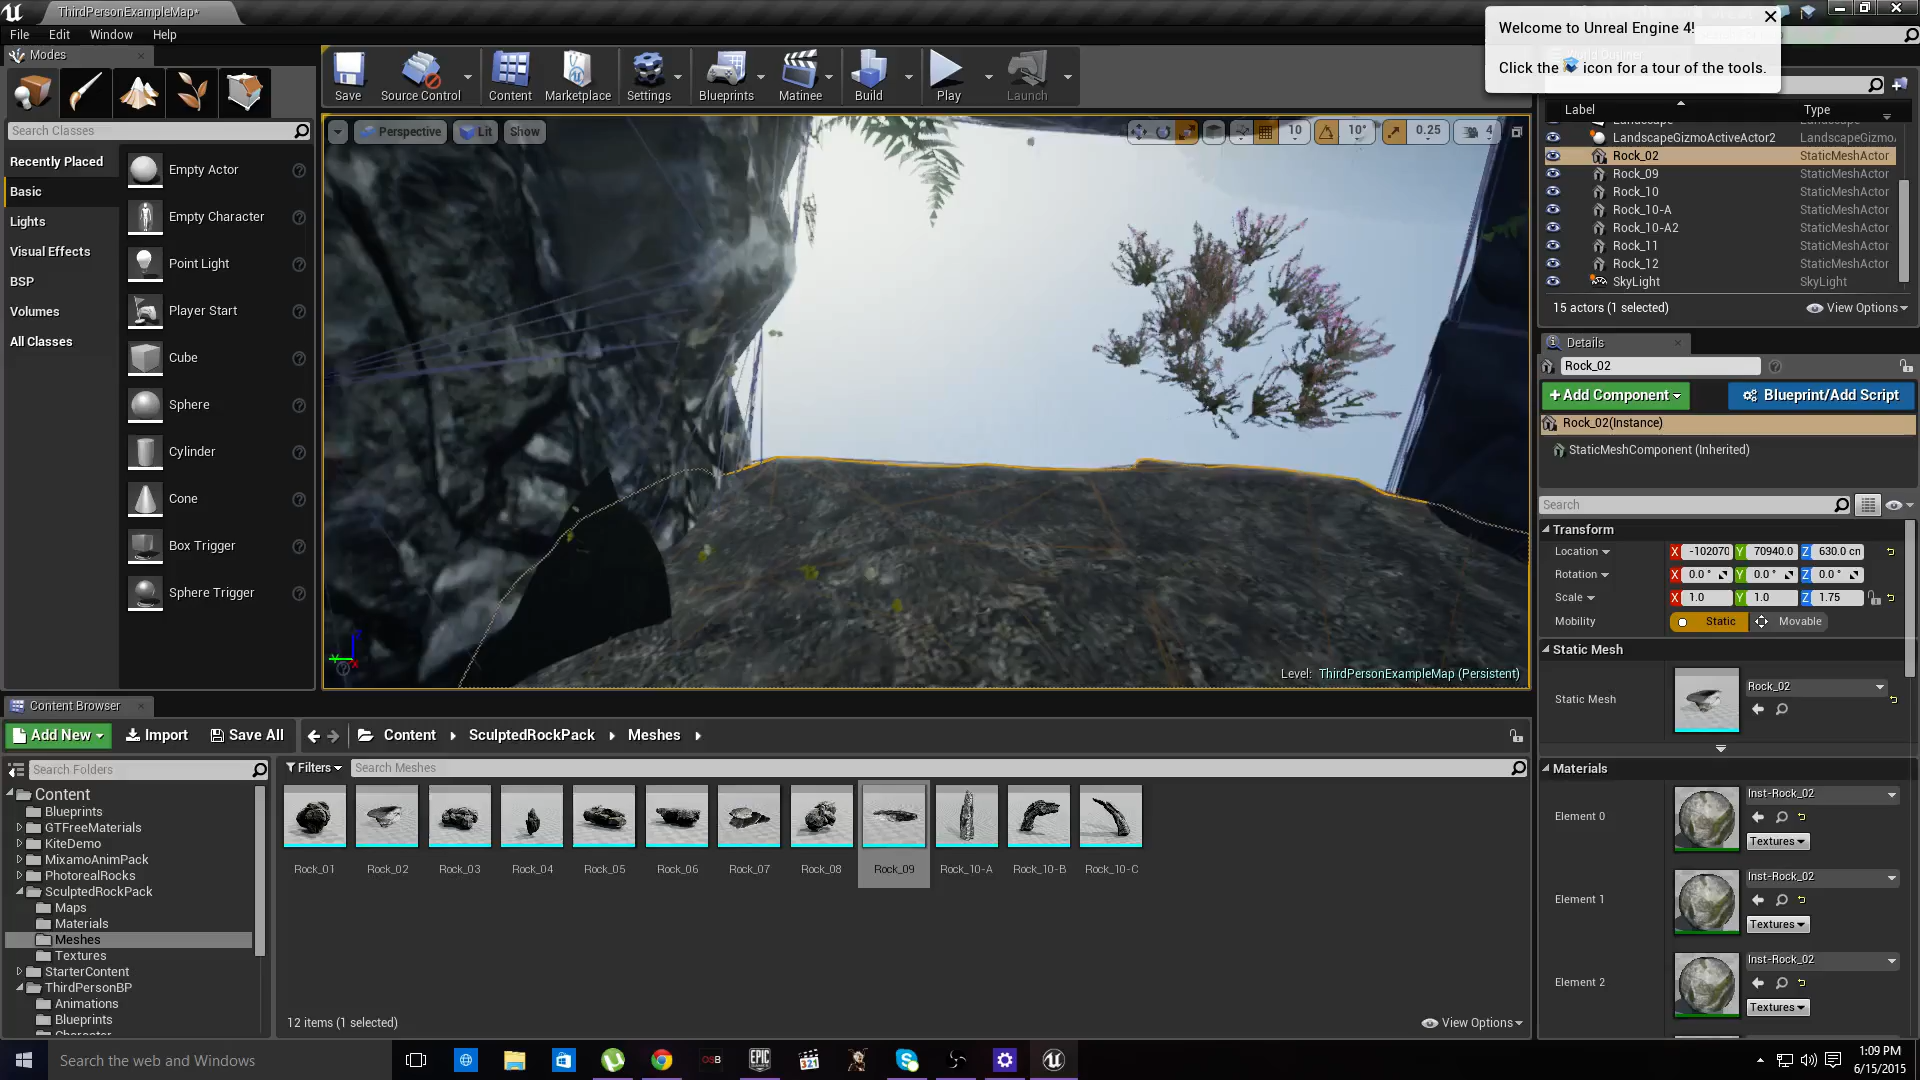 ThirdPersonExampleMap*
File Edit Window Help
Welcome to Unreal Engine 4!
Click the icon for a tour of the tools.
Modes
Save Source Control Content Marketplace Settings Blueprints Matinee Build Play Launch
Search Classes
Recently Placed
Basic
Lights
Visual Effects
BSP
Volumes
All Classes
Empty Actor
Empty Character
Point Light
Player Start
Cube
Sphere
Cylinder
Cone
Box Trigger
Sphere Trigger
Perspective Lit Show
10 10° 0.25 4
Level: ThirdPersonExampleMap (Persistent)
Label Type
LandscapeGizmoActiveActor2 LandscapeGizmo
Rock_02 StaticMeshActor
Rock_09 StaticMeshActor
Rock_10 StaticMeshActor
Rock_10-A StaticMeshActor
Rock_10-A2 StaticMeshActor
Rock_11 StaticMeshActor
Rock_12 StaticMeshActor
SkyLight SkyLight
15 actors (1 selected) View Options
Details
Rock_02
+Add Component Blueprint/Add Script
Rock_02(Instance)
StaticMeshComponent (Inherited)
Search
Transform
Location X -102070 Y 70940.0 Z 630.0 cm
Rotation X 0.0 ° Y 0.0 ° Z 0.0 °
Scale X 1.0 Y 1.0 Z 1.75
Mobility Static Movable
Static Mesh
Static Mesh Rock_02
Materials
Element 0 Inst-Rock_02
Textures
Element 1 Inst-Rock_02
Textures
Element 2 Inst-Rock_02
Textures
Content Browser
Add New Import Save All Content SculptedRockPack Meshes
Search Folders
Filters Search Meshes
Content
Blueprints
GTFreeMaterials
KiteDemo
MixamoAnimPack
PhotorealRocks
SculptedRockPack
Maps
Materials
Meshes
Textures
StarterContent
ThirdPersonBP
Animations
Blueprints
Character
Rock_01 Rock_02 Rock_03 Rock_04 Rock_05 Rock_06 Rock_07 Rock_08 Rock_09 Rock_10-A Rock_10-B Rock_10-C
12 items (1 selected) View Options
Search the web and Windows
EPIC
321
1:09 PM
6/15/2015